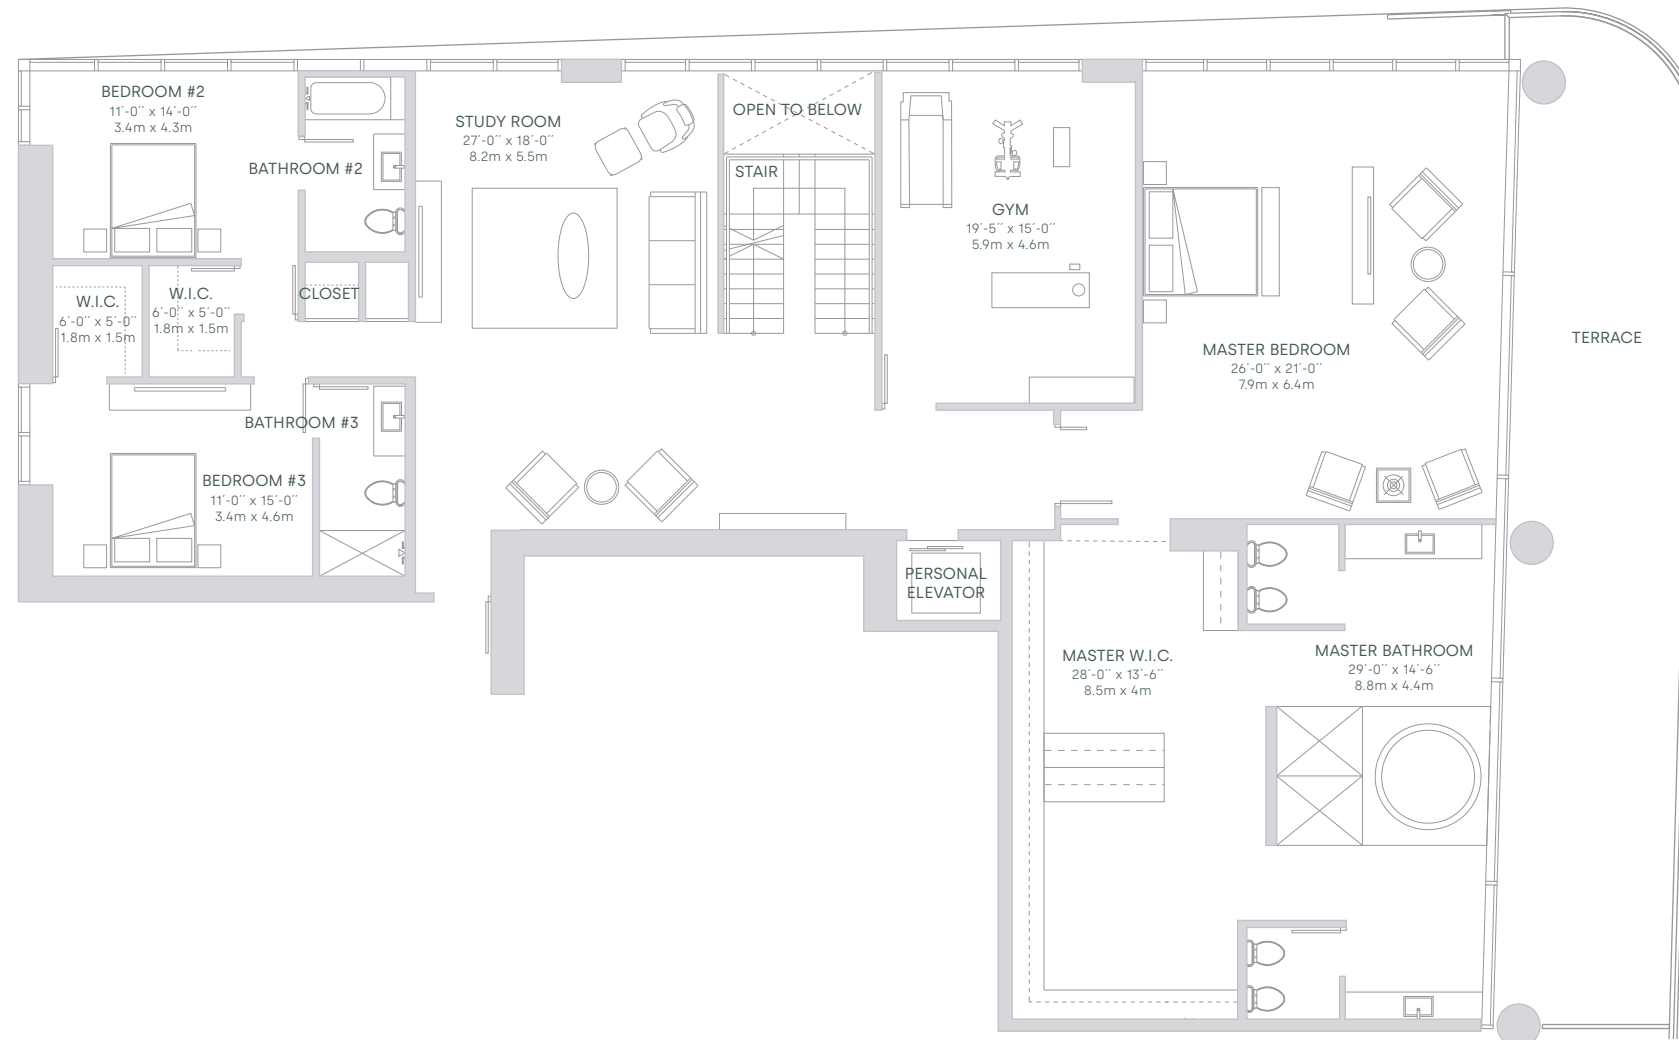 BEDROOM #2
11´-0´´ x 14´-0´´
3.4m x 4.3m
BATHROOM #2
STUDY ROOM
27´-0´´ x 18´-0´´
8.2m x 5.5m
OPEN TO BELOW
STAIR
GYM
19´-5´´ x 15´-0´´
5.9m x 4.6m
W.I.C.
6´-0´´ x 5´-0´´
1.8m x 1.5m
W.I.C.
6´-0´´ x 5´-0´´
1.8m x 1.5m
CLOSET
MASTER BEDROOM
26´-0´´ x 21´-0´´
7.9m x 6.4m
TERRACE
BATHROOM #3
BEDROOM #3
11´-0´´ x 15´-0´´
3.4m x 4.6m
PERSONAL
ELEVATOR
MASTER W.I.C.
28´-0´´ x 13´-6´´
8.5m x 4m
MASTER BATHROOM
29´-0´´ x 14´-6´´
8.8m x 4.4m